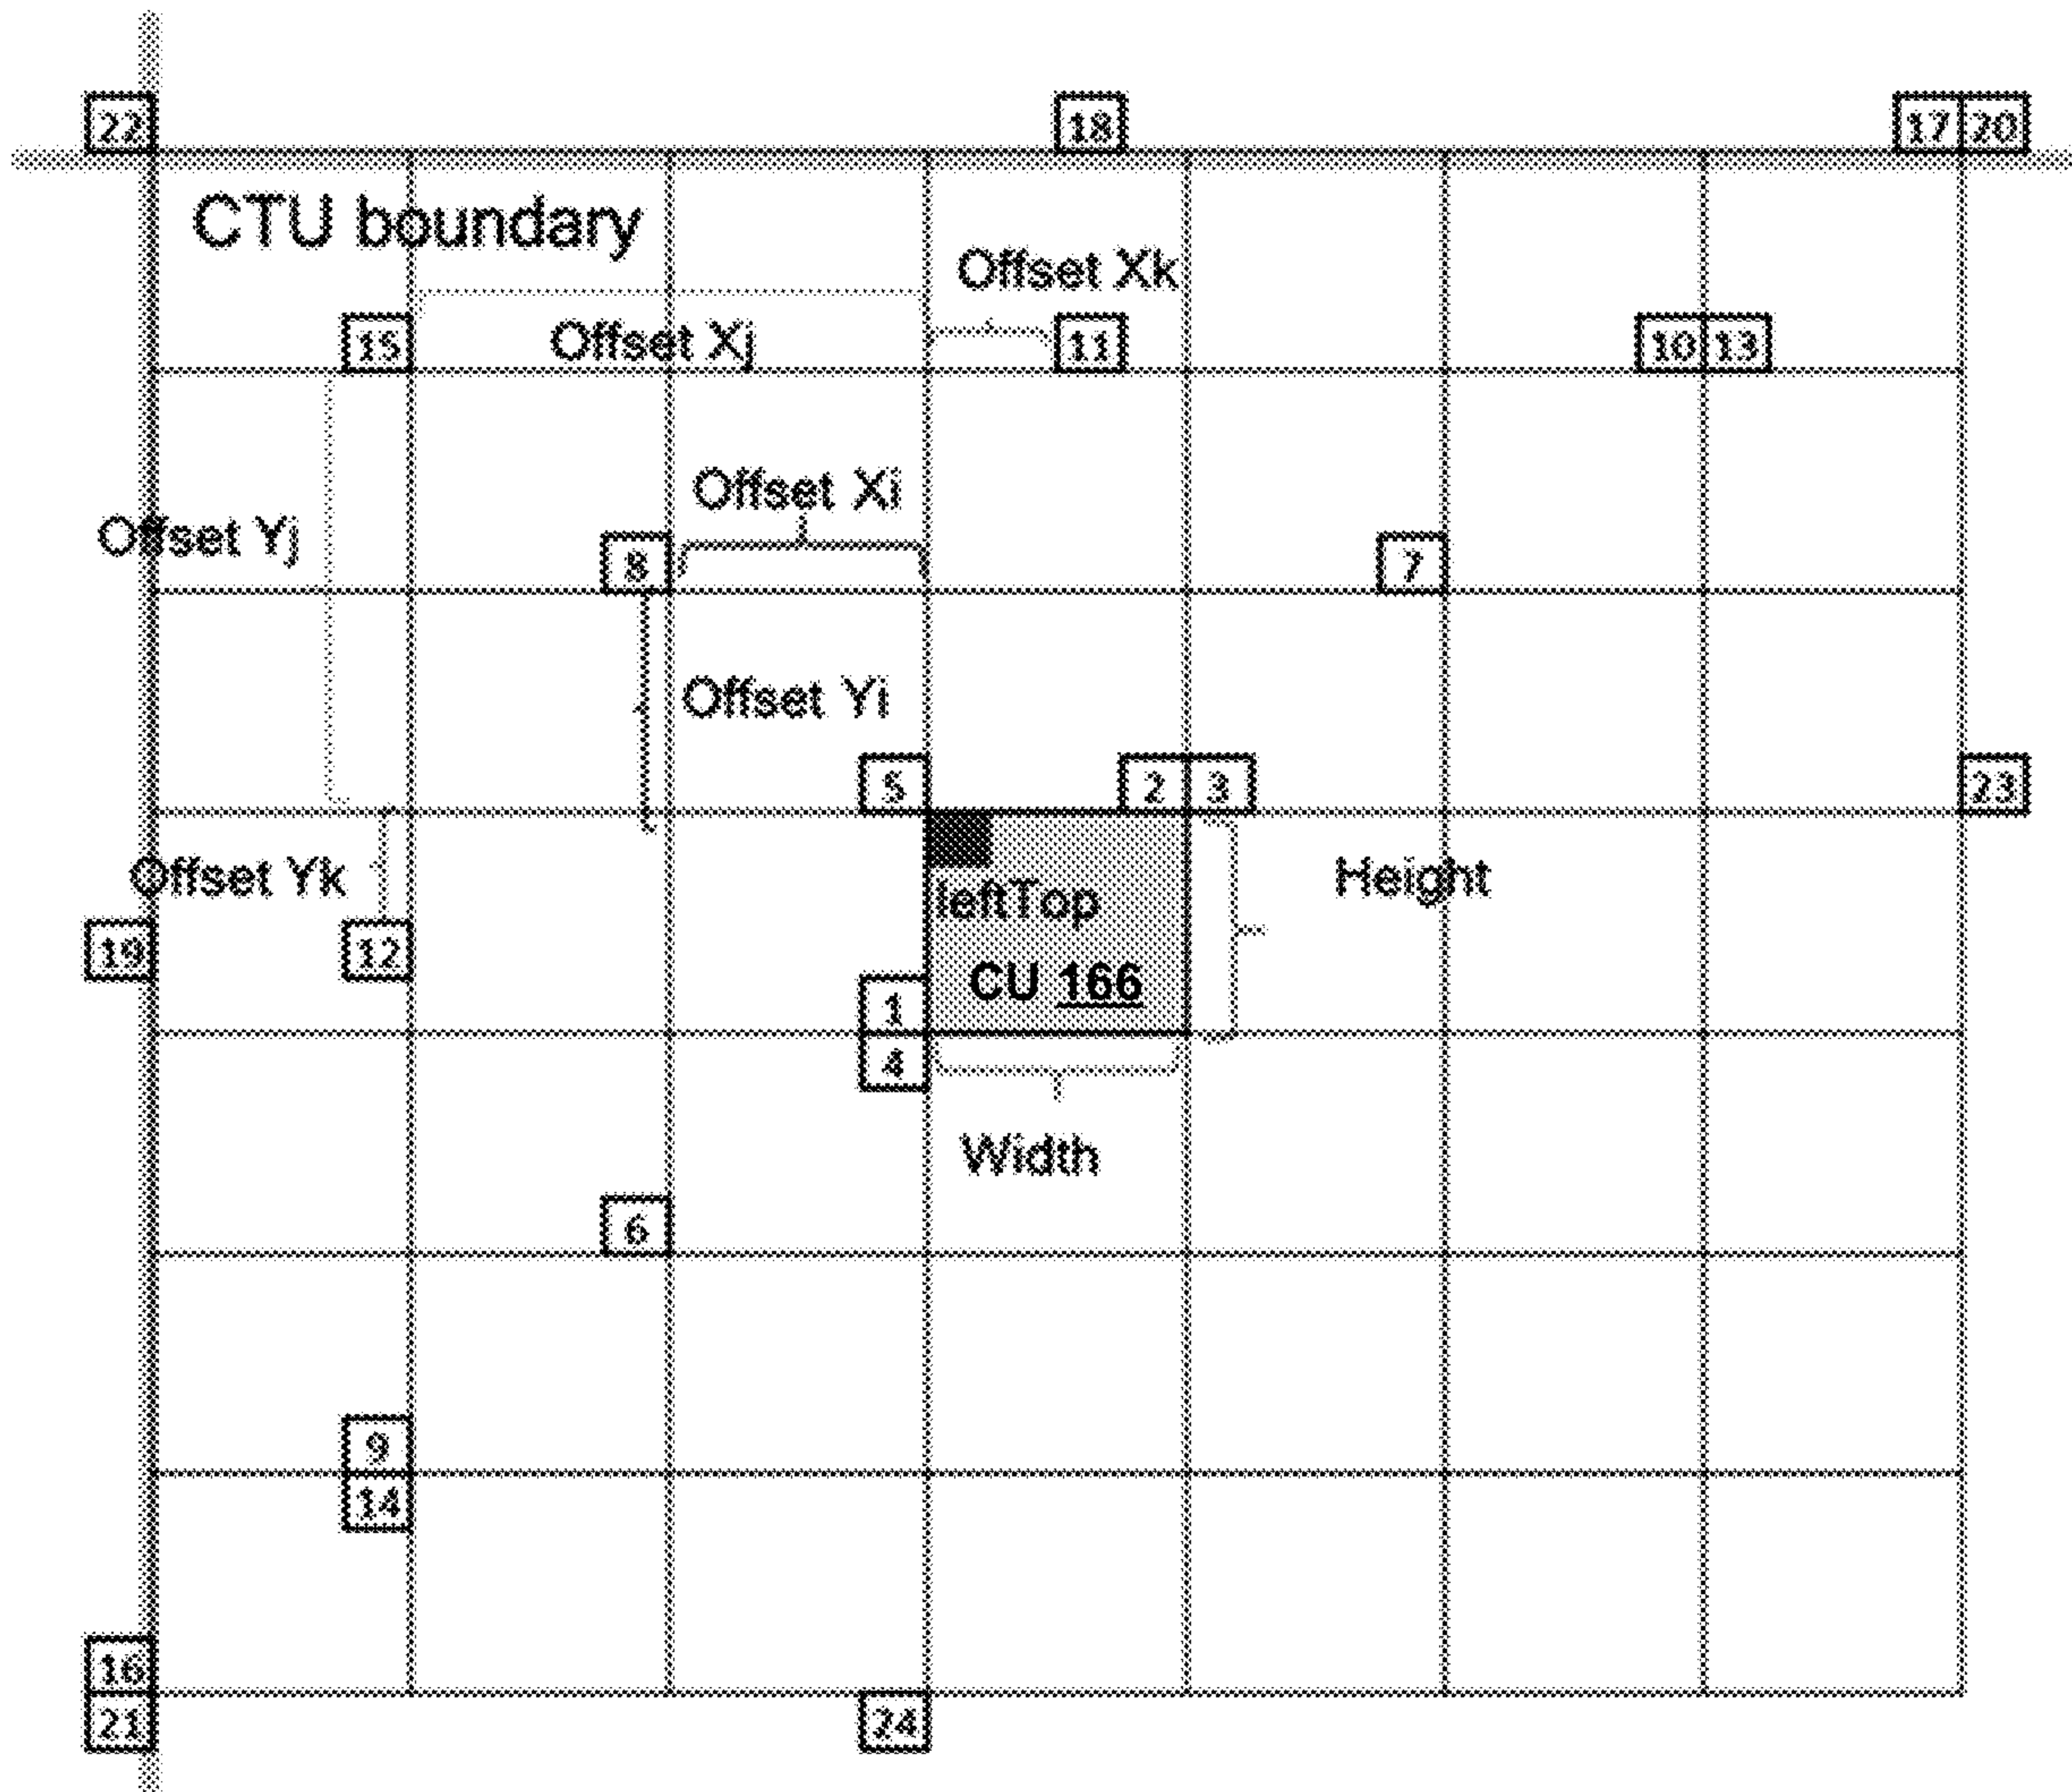 22
18
17 20
CTU boundary
Offset Xk
15
Offset Xj
11
10 13
Offset Xi
Offset Yj
8
7
Offset Yi
5
2 3
23
Offset Yk
leftTop
Height
19
12
CU 166
1
4
Width
6
9
14
16
21
24